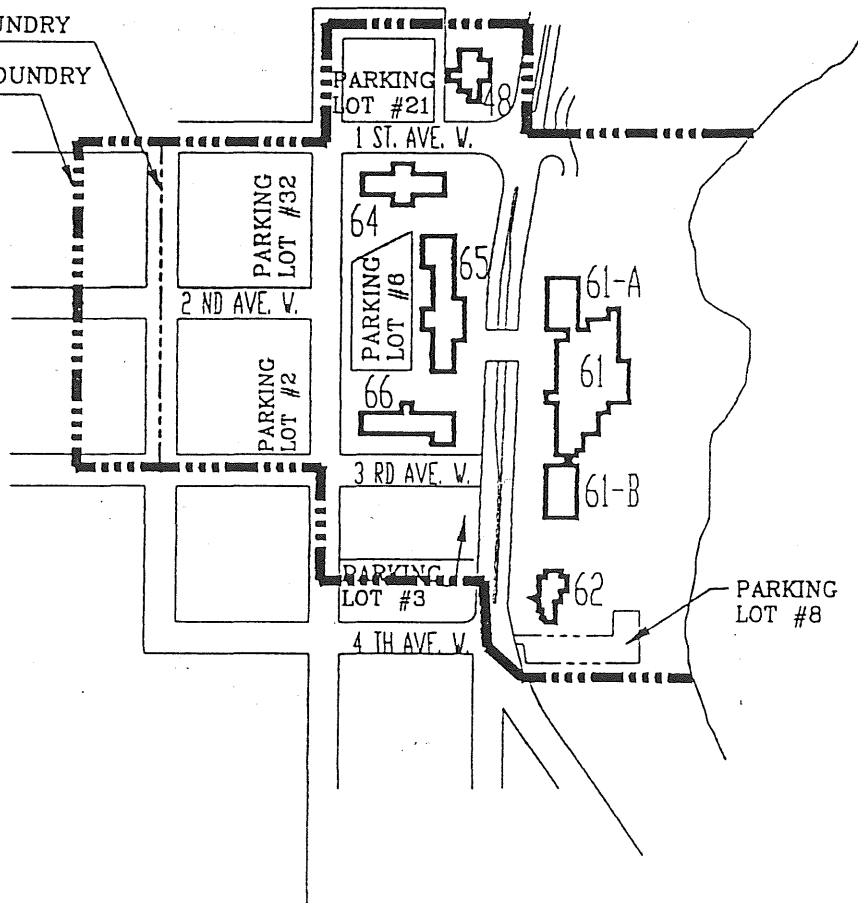 UNDRY
OUNDRY
PARKING
LOT #21
48
1 ST. AVE. W.
PARKING
LOT #32
64
65
61-A
2 ND AVE. W.
PARKING
LOT #6
61
PARKING
LOT #2
66
3 RD AVE. W.
61-B
PARKING
LOT #3
62
PARKING
LOT #8
4 TH AVE. W.